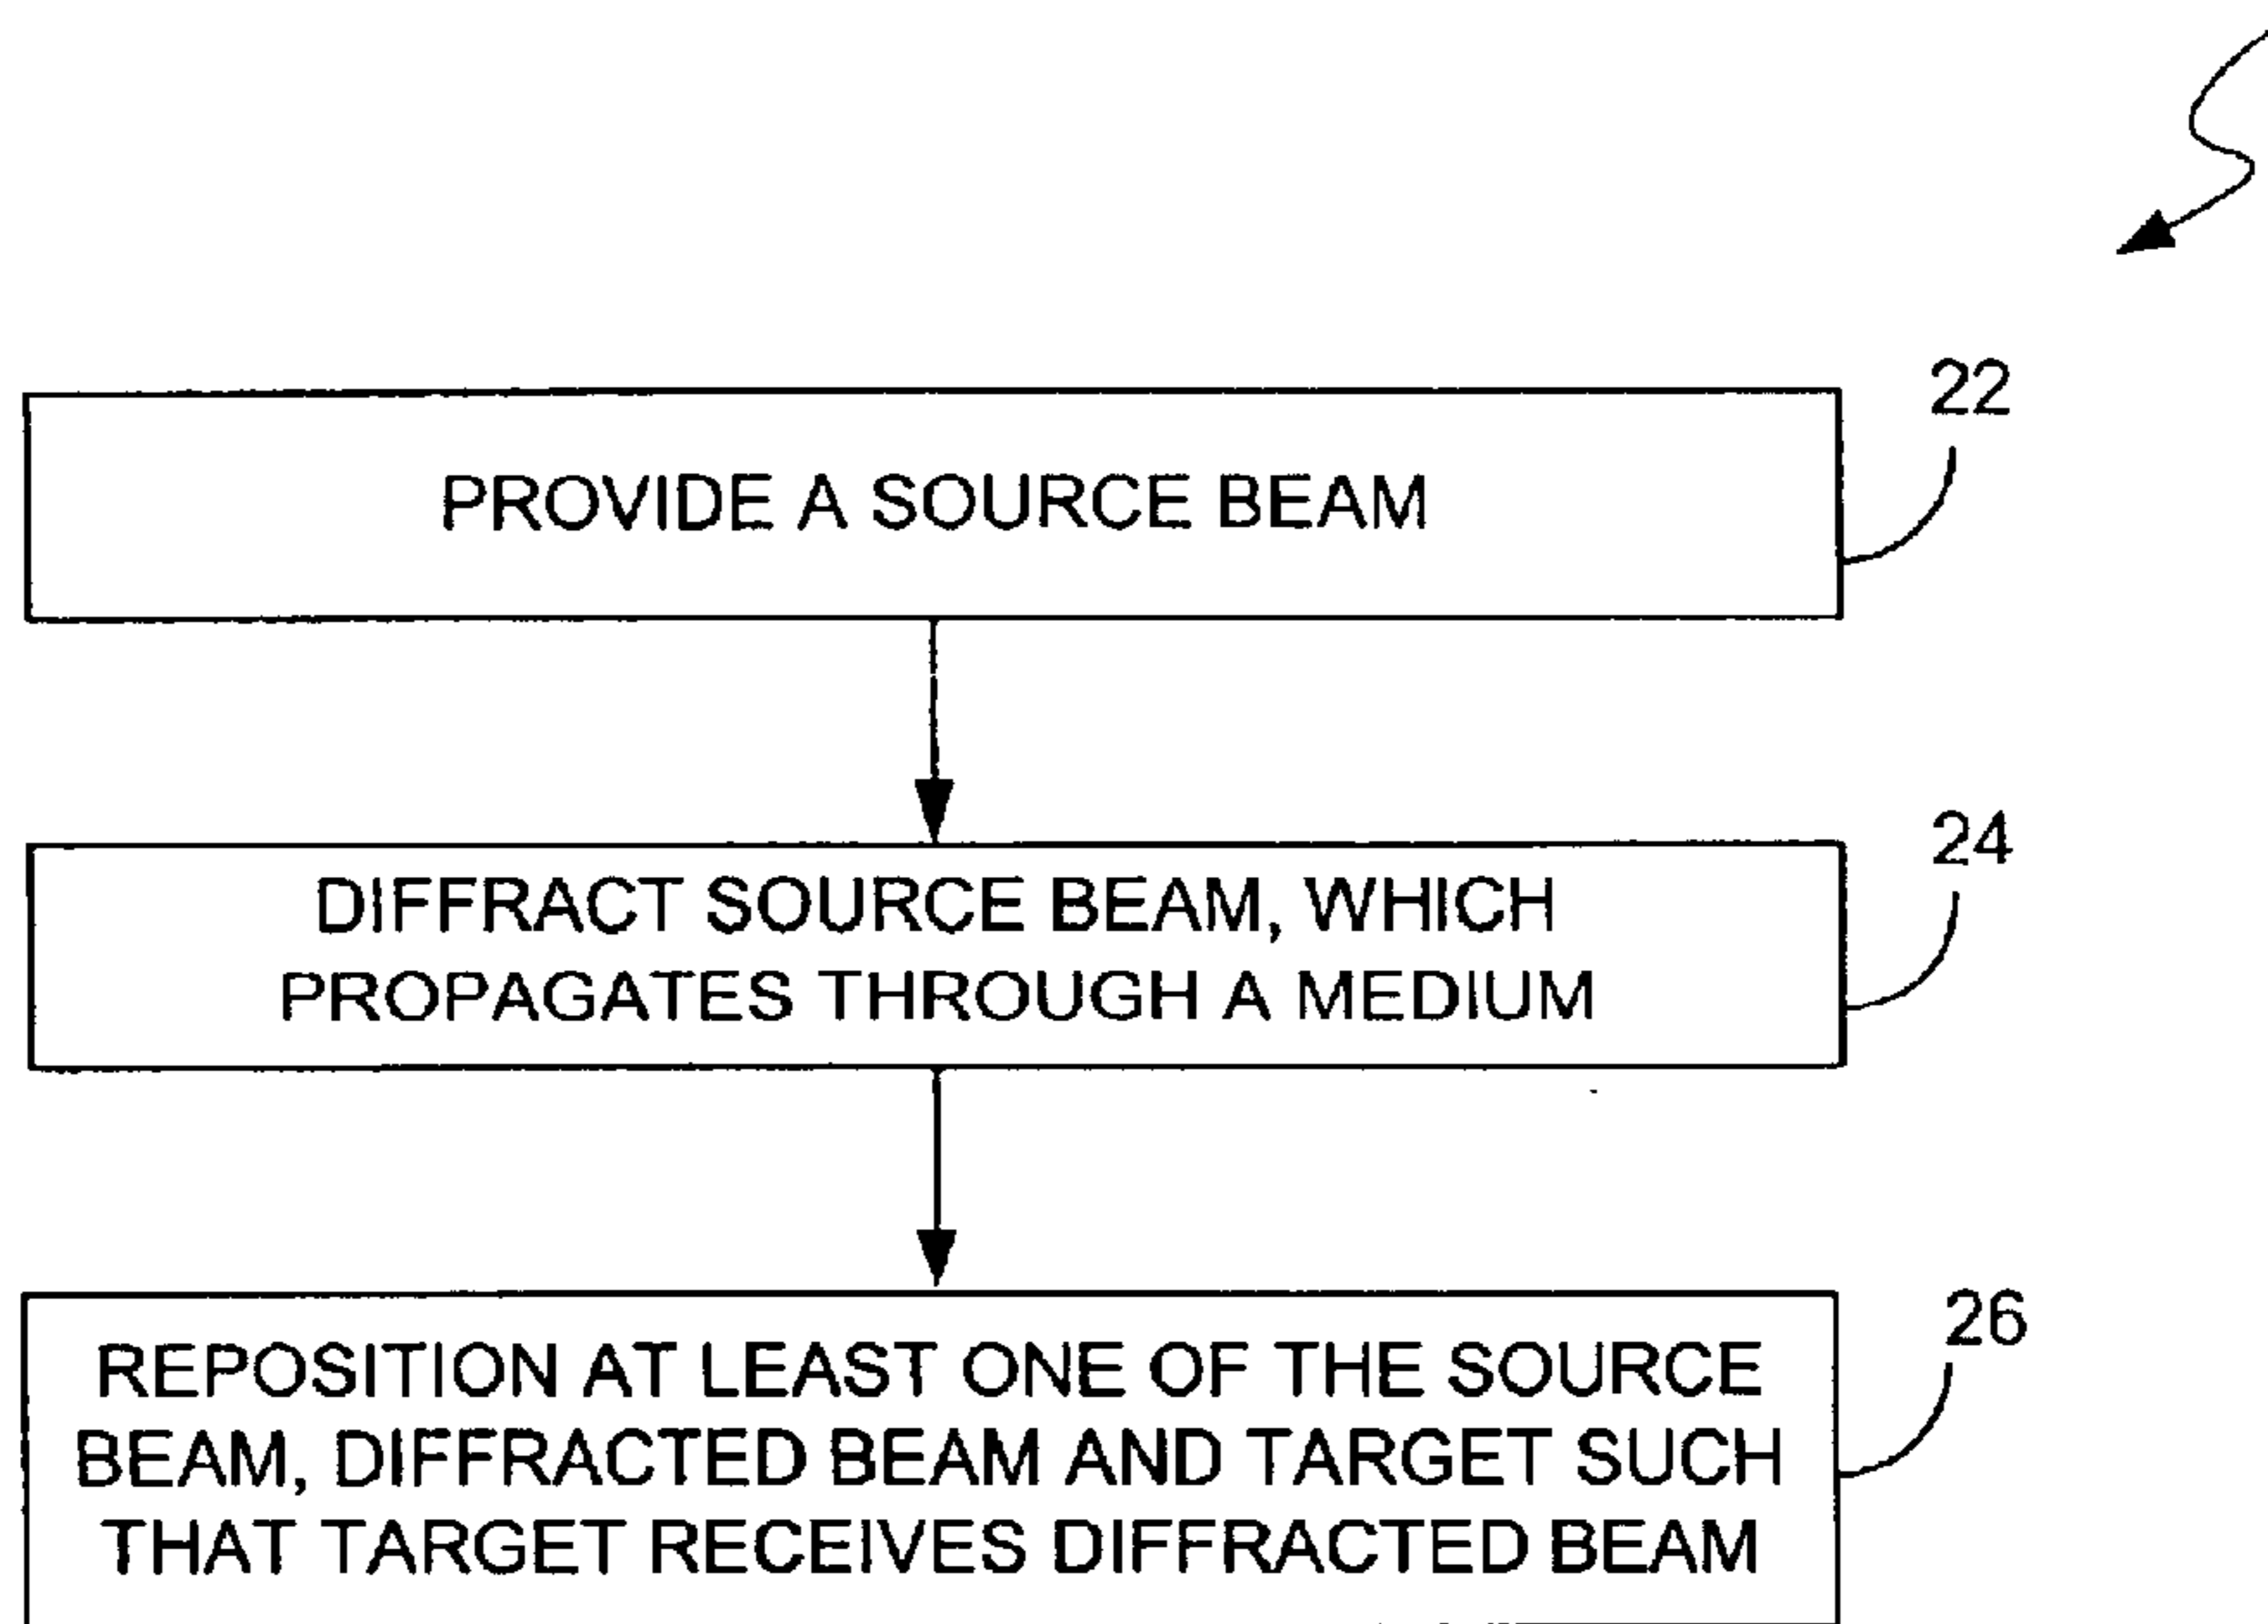 22
PROVIDE A SOURCE BEAM
24
DIFFRACT SOURCE BEAM, WHICH
PROPAGATES THROUGH A MEDIUM
26
REPOSITION AT LEAST ONE OF THE SOURCE
BEAM, DIFFRACTED BEAM AND TARGET SUCH
THAT TARGET RECEIVES DIFFRACTED BEAM